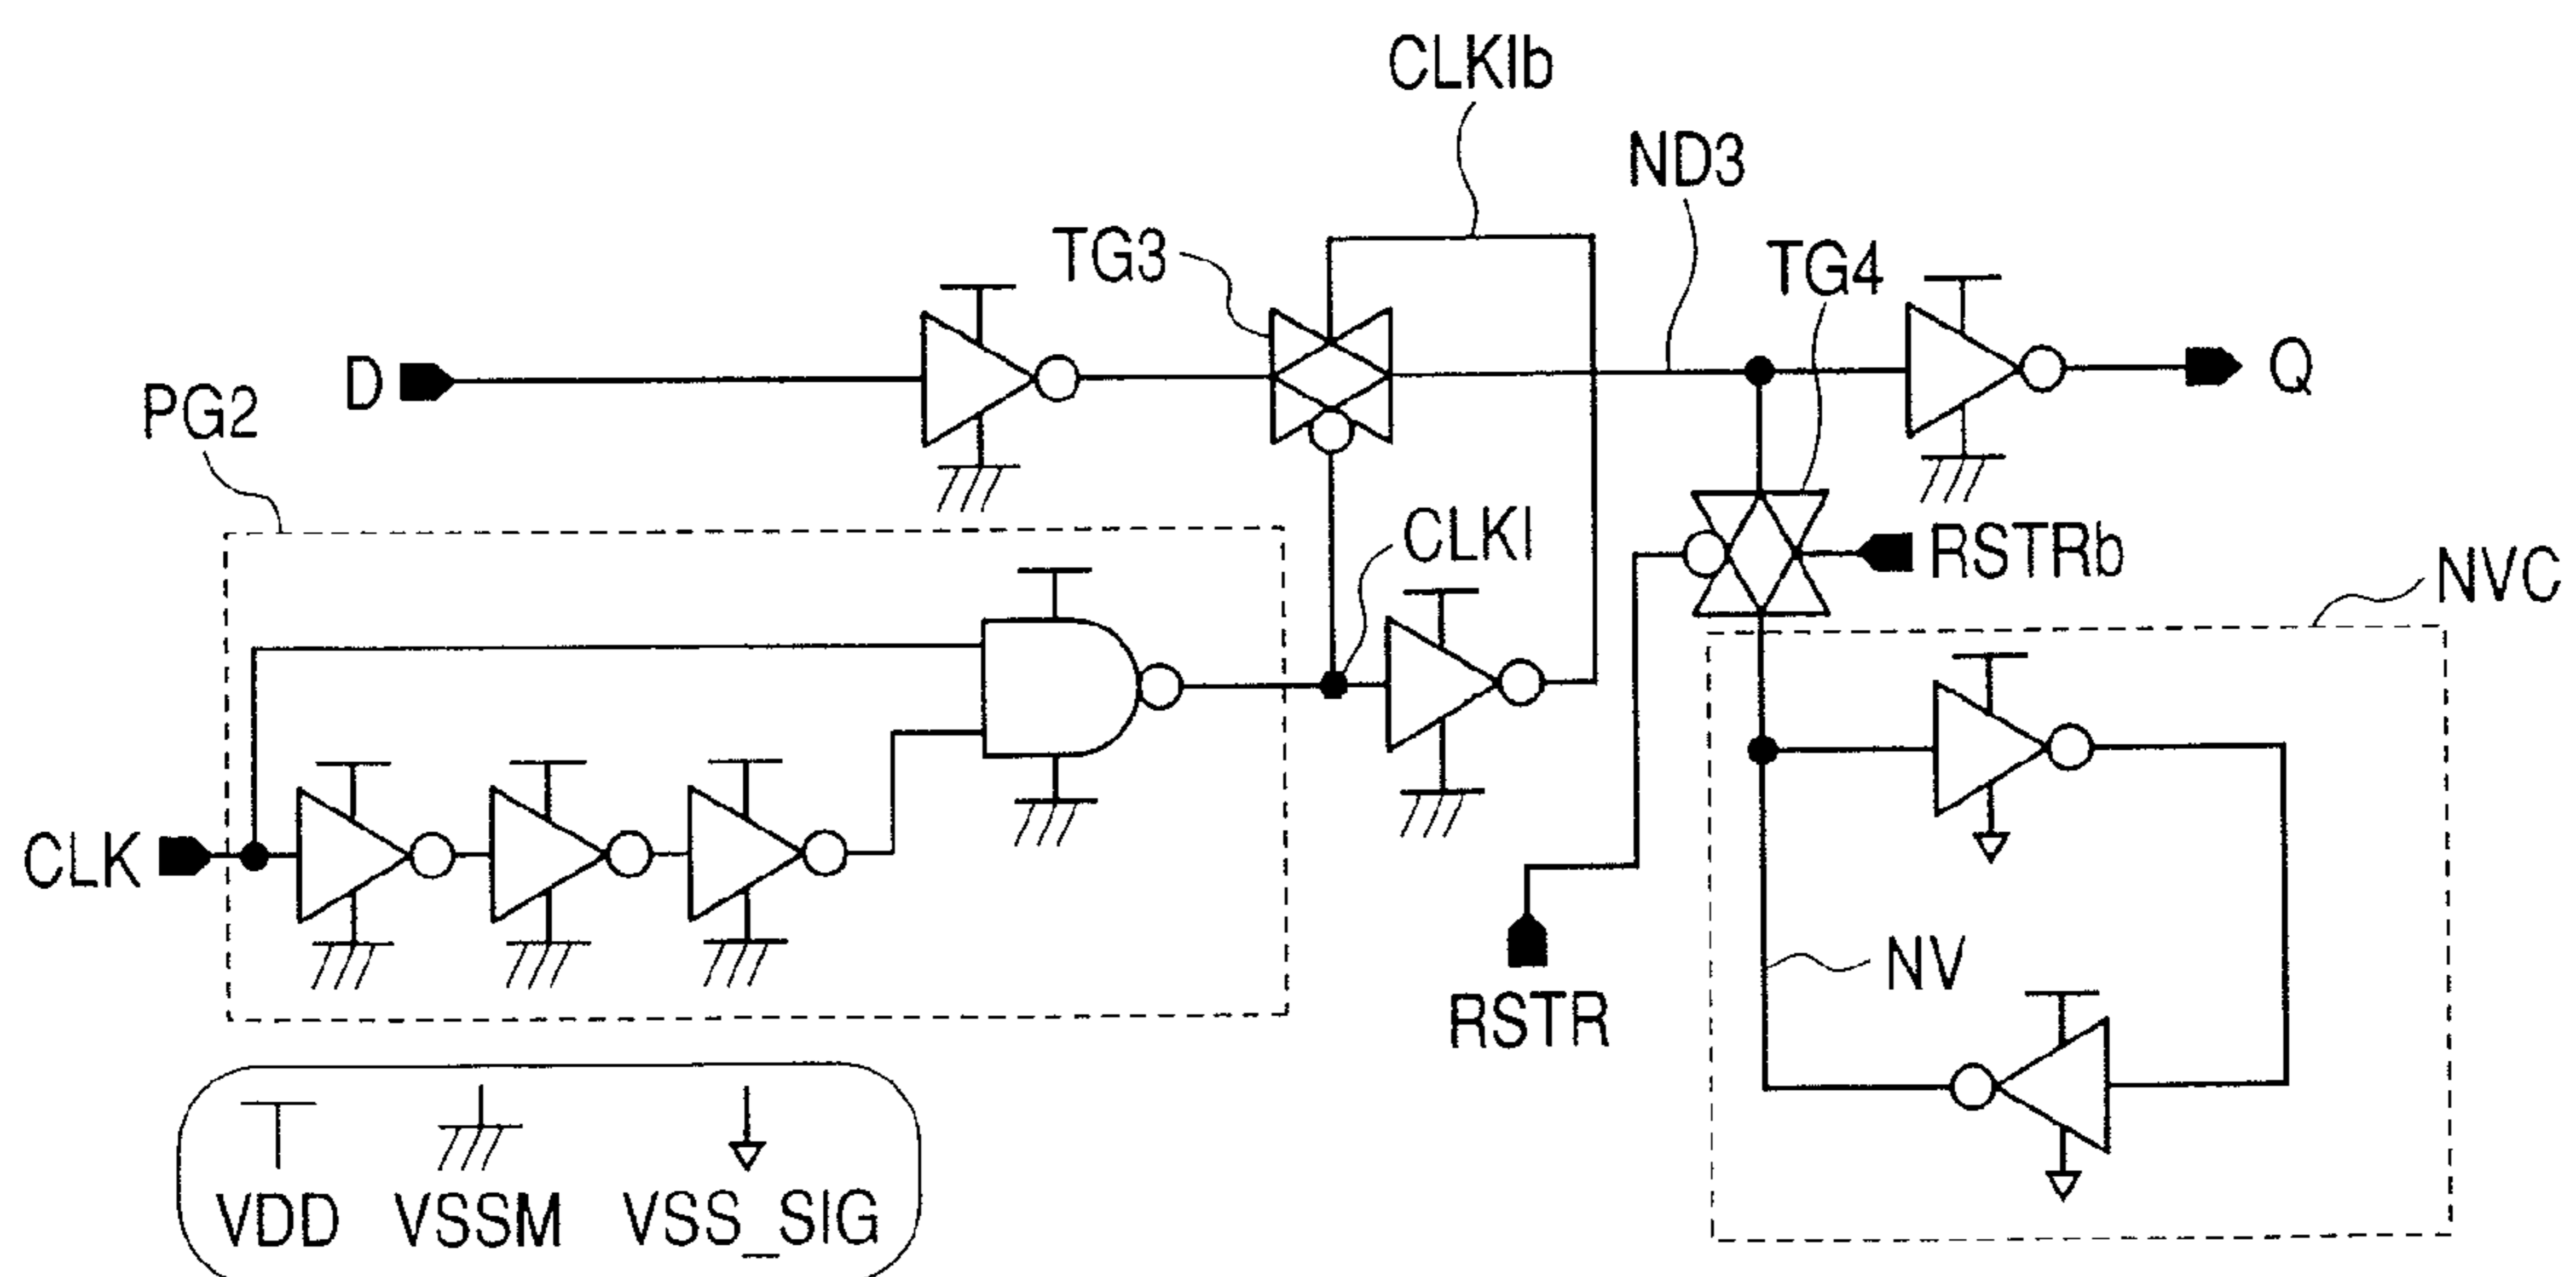 CLKIb
ND3
TG3
TG4
D
Q
PG2
CLKI
RSTRb
NVC
CLK
NV
RSTR
VDD
VSSM
VSS_SIG